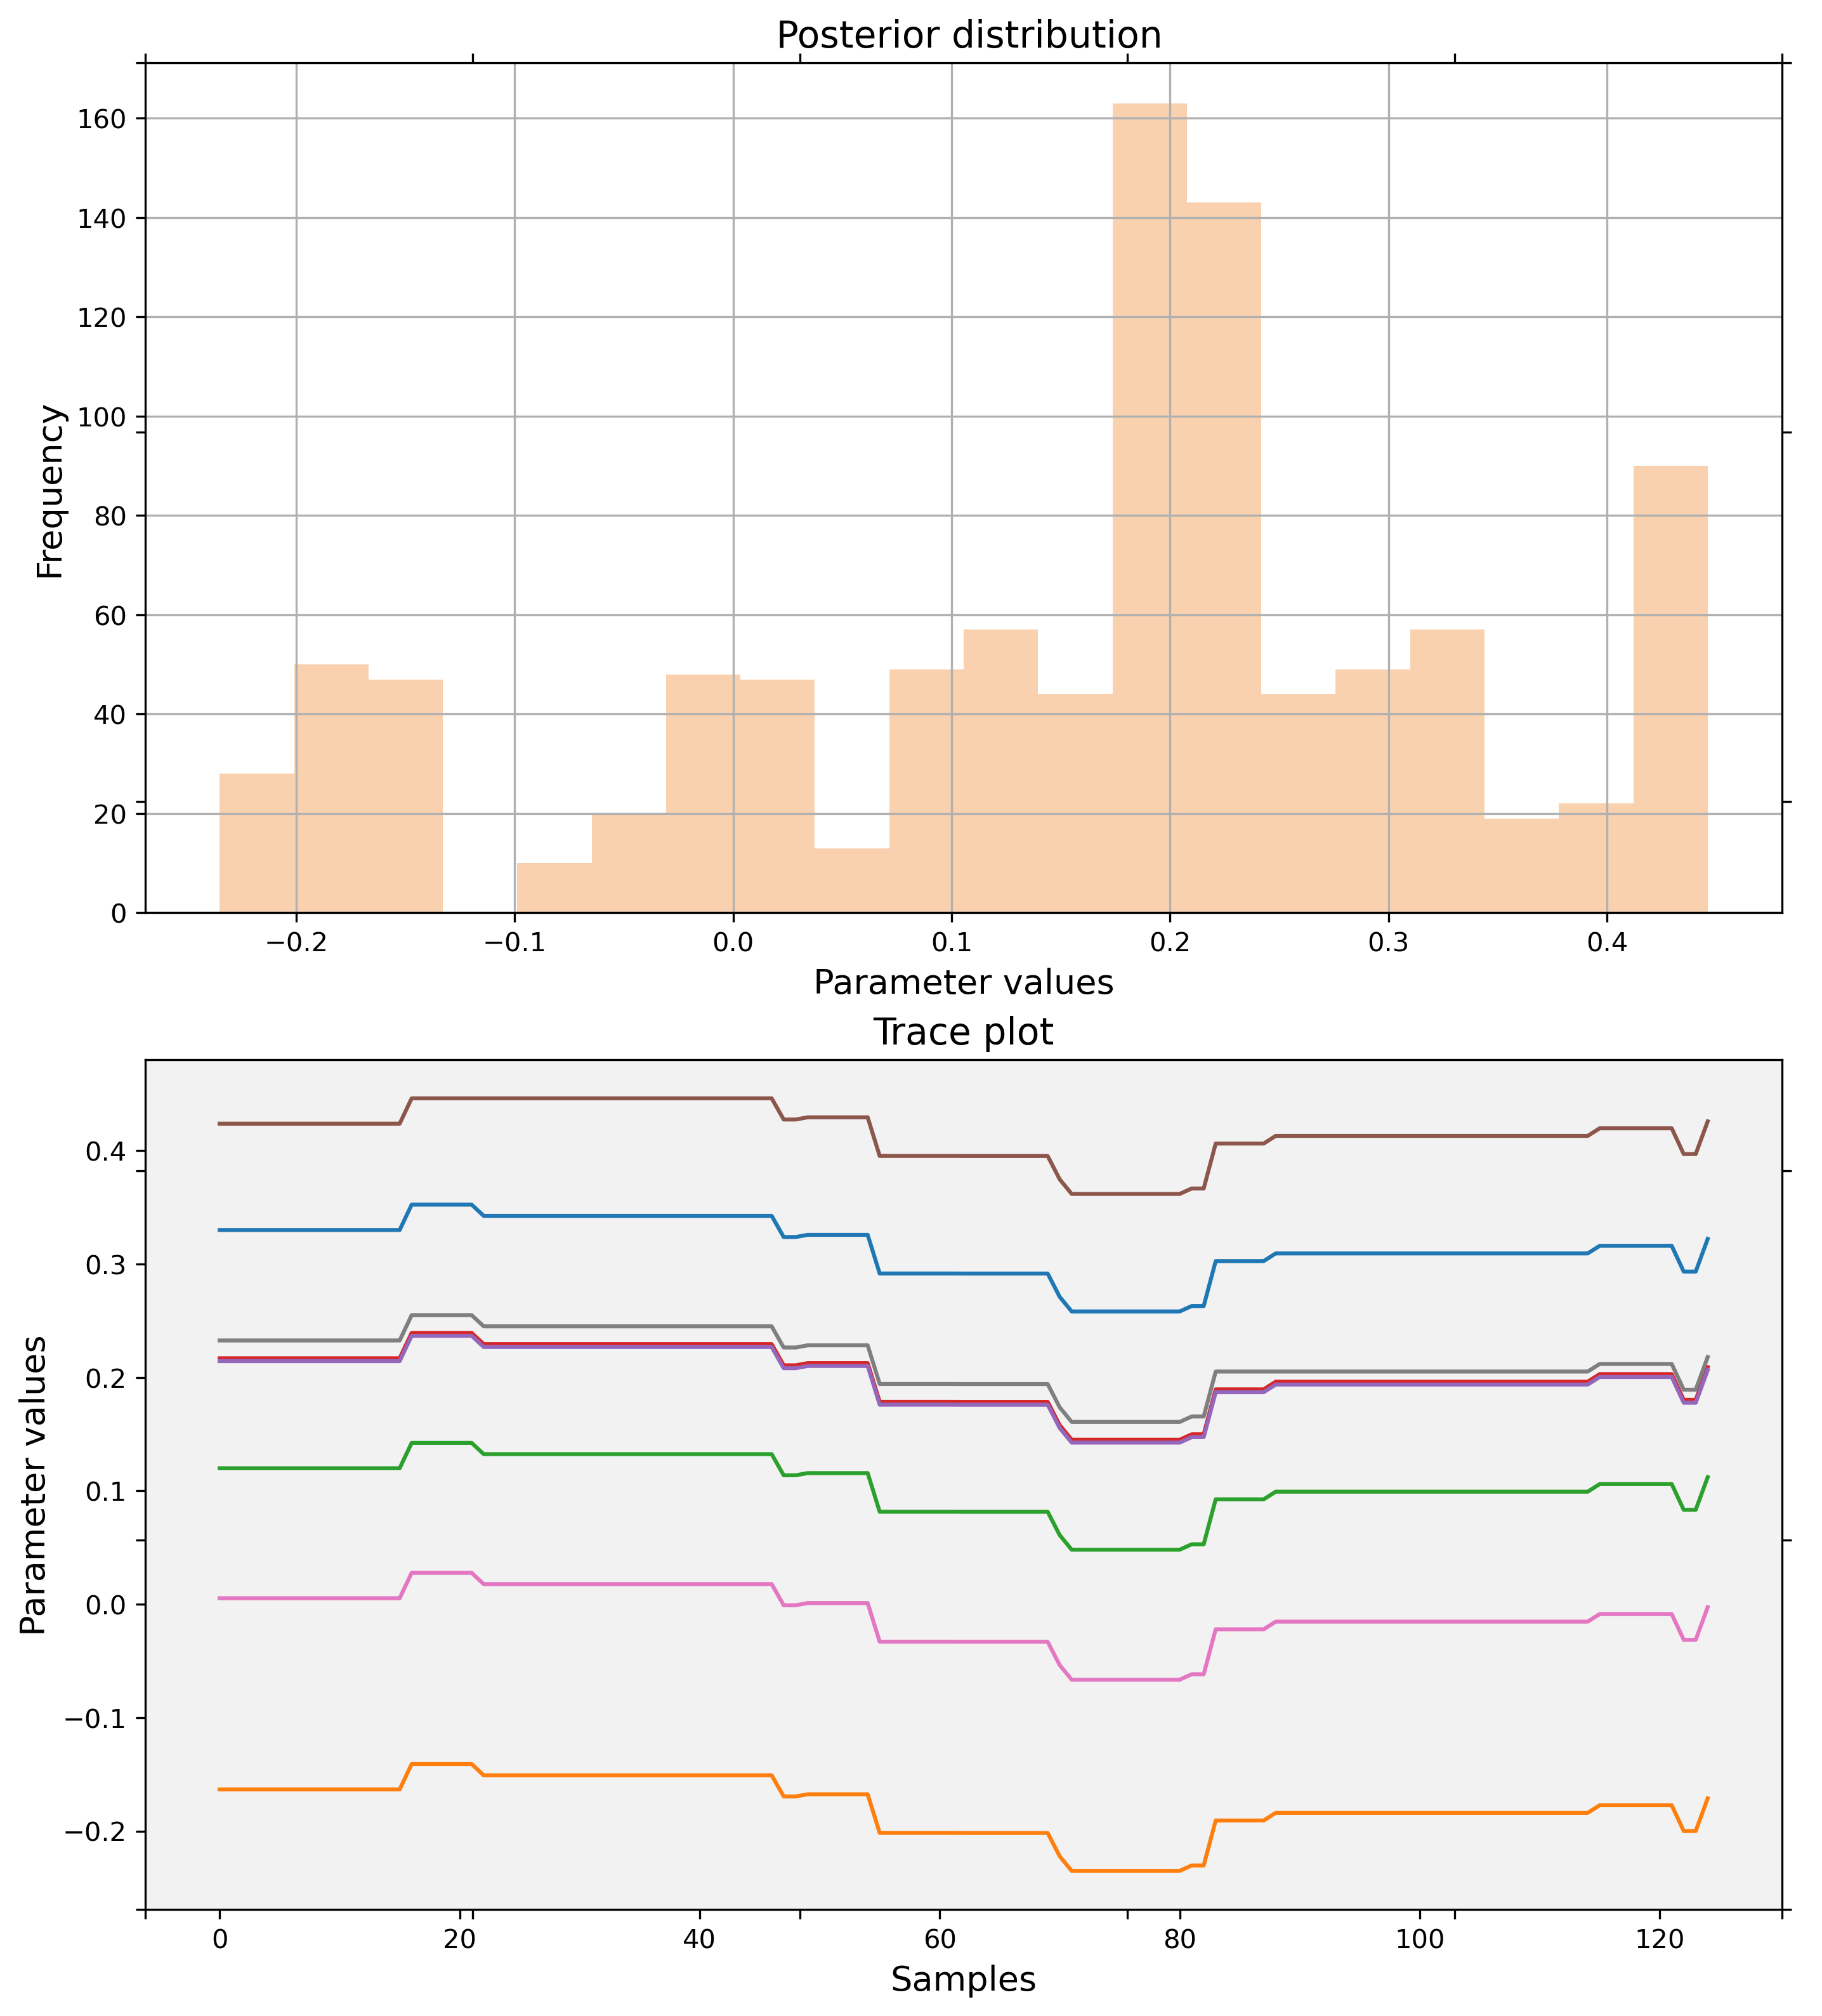 Posterior distribution
160
140
120
100
80
60
40
20
0
Frequency
−0.2 −0.1 0.0 0.1 0.2 0.3 0.4
Parameter values
Trace plot
0.4
0.3
0.2
0.1
0.0
−0.1
−0.2
Parameter values
0 20 40 60 80 100 120
Samples